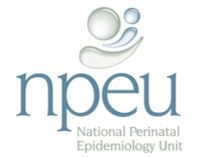 npeu
National Perinatal
Epidemiology Unit